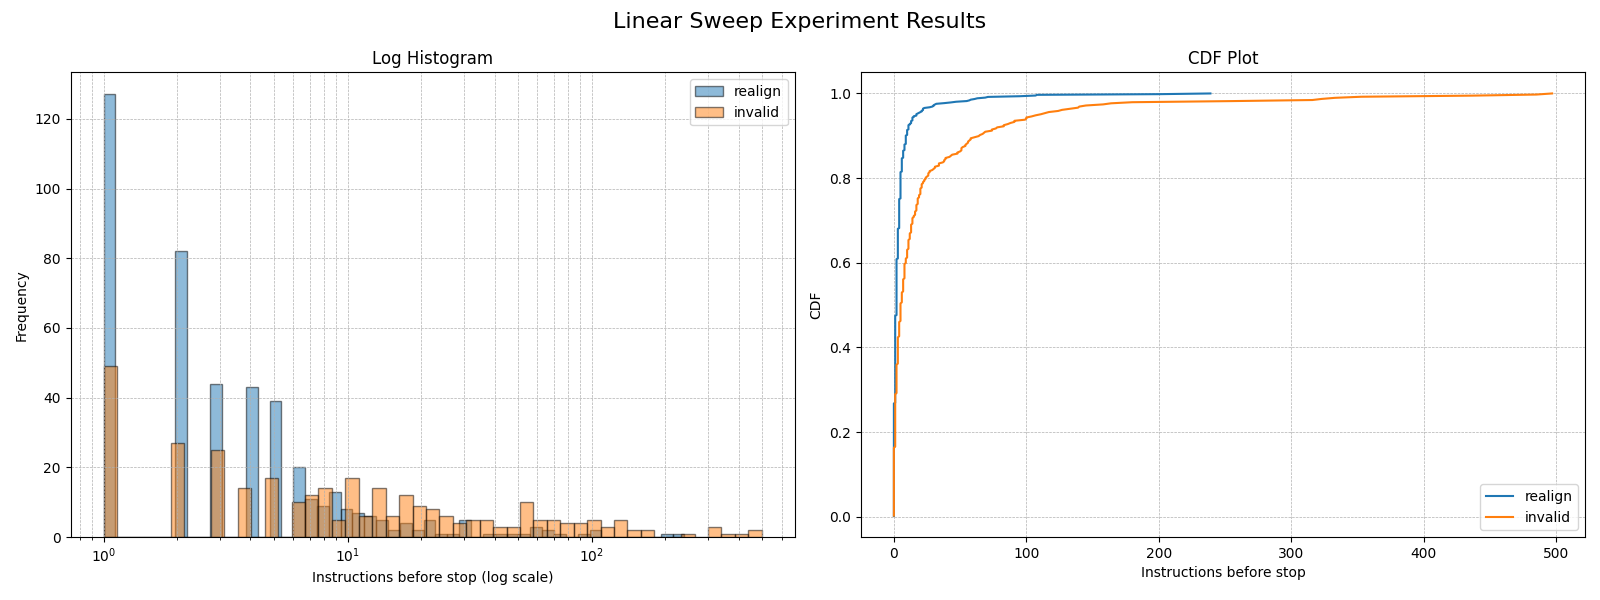 Linear Sweep Experiment Results
Log Histogram
realign
invalid
Frequency
120
100
80
60
40
20
0
10^0
10^1
10^2
Instructions before stop (log scale)
CDF Plot
CDF
1.0
0.8
0.6
0.4
0.2
0.0
realign
invalid
0
100
200
300
400
500
Instructions before stop